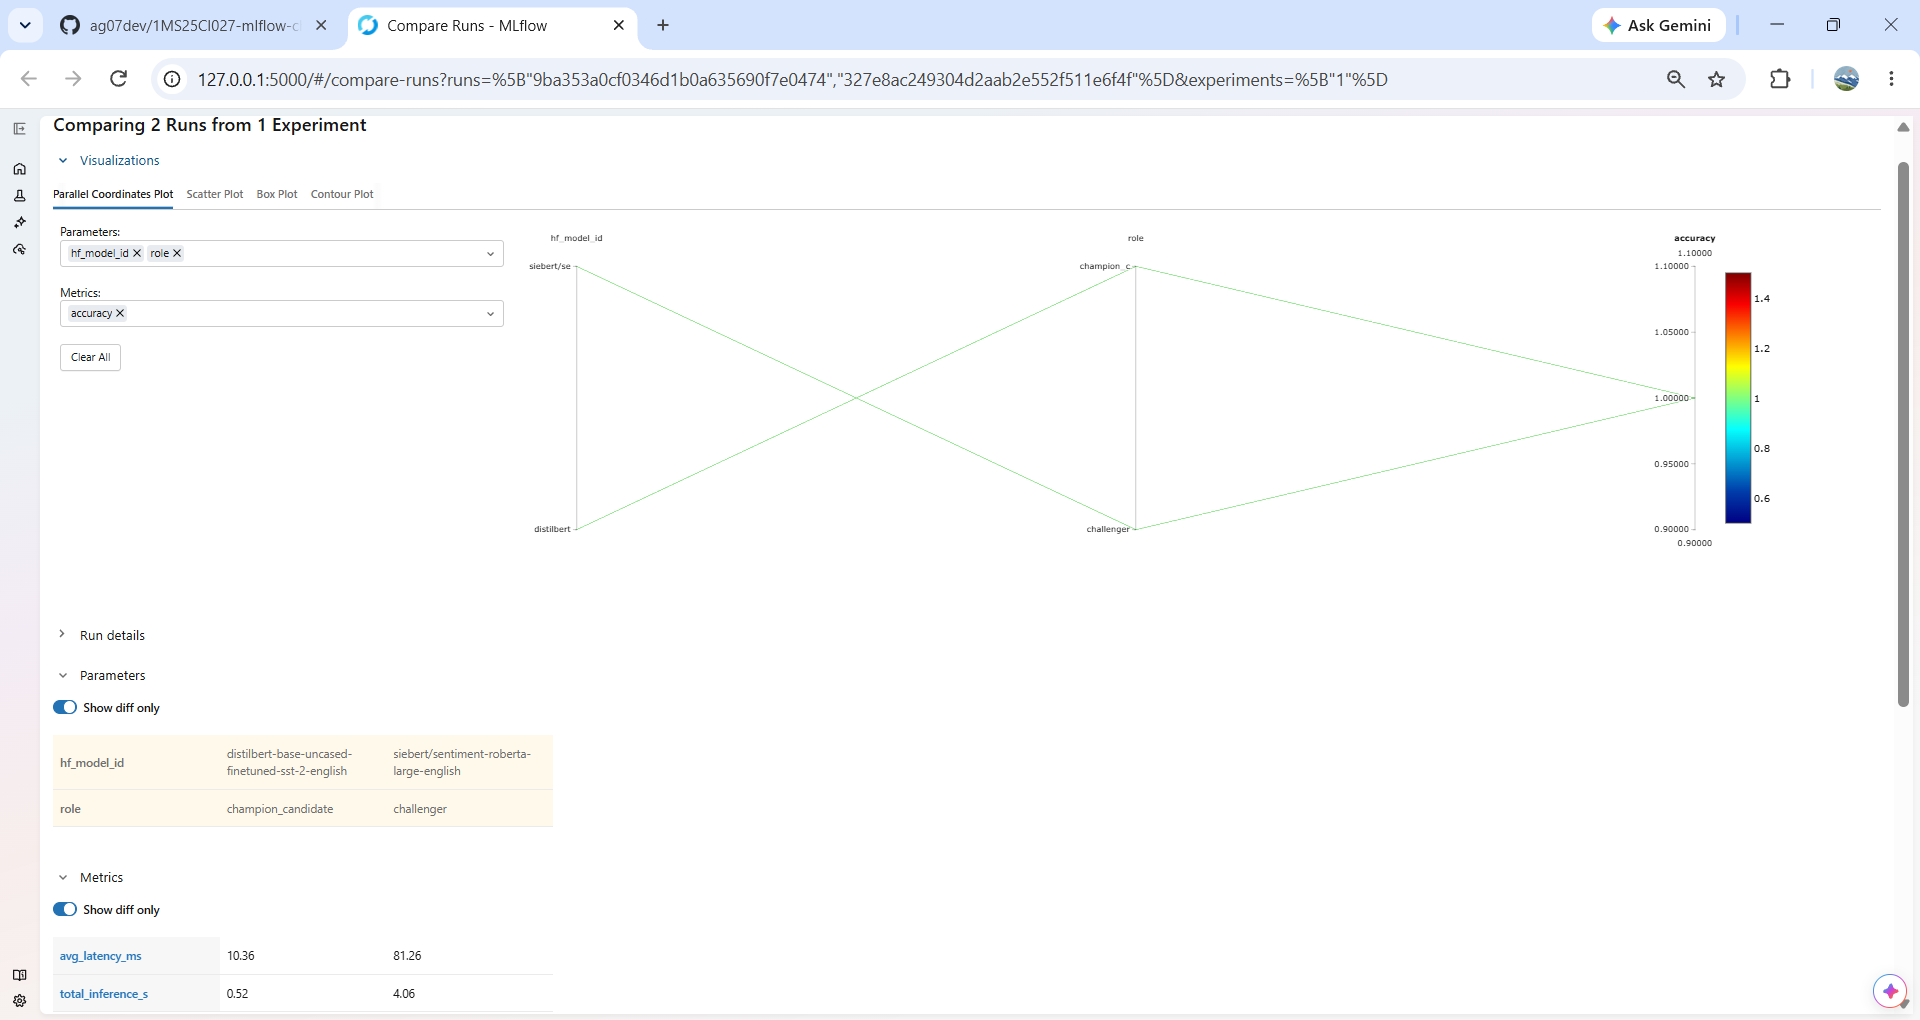 ag07dev/1MS25CI027-mlflow-c
Compare Runs - MLflow
Ask Gemini
127.0.0.1:5000/#/compare-runs?runs=%5B"9ba353a0cf0346d1b0a635690f7e0474","327e8ac249304d2aab2e552f511e6f4f"%5D&experiments=%5B"1"%5D
Comparing 2 Runs from 1 Experiment
Visualizations
Parallel Coordinates Plot Scatter Plot Box Plot Contour Plot
Parameters:
hf_model_id role
Metrics:
accuracy
Clear All
hf_model_id role accuracy
1.10000
siebert/se champion_c 1.10000
1.05000
1.00000
0.95000
distilbert challenger 0.90000
0.90000
1.4
1.2
1
0.8
0.6
Run details
Parameters
Show diff only
hf_model_id distilbert-base-uncased- siebert/sentiment-roberta-
finetuned-sst-2-english large-english
role champion_candidate challenger
Metrics
Show diff only
avg_latency_ms 10.36 81.26
total_inference_s 0.52 4.06